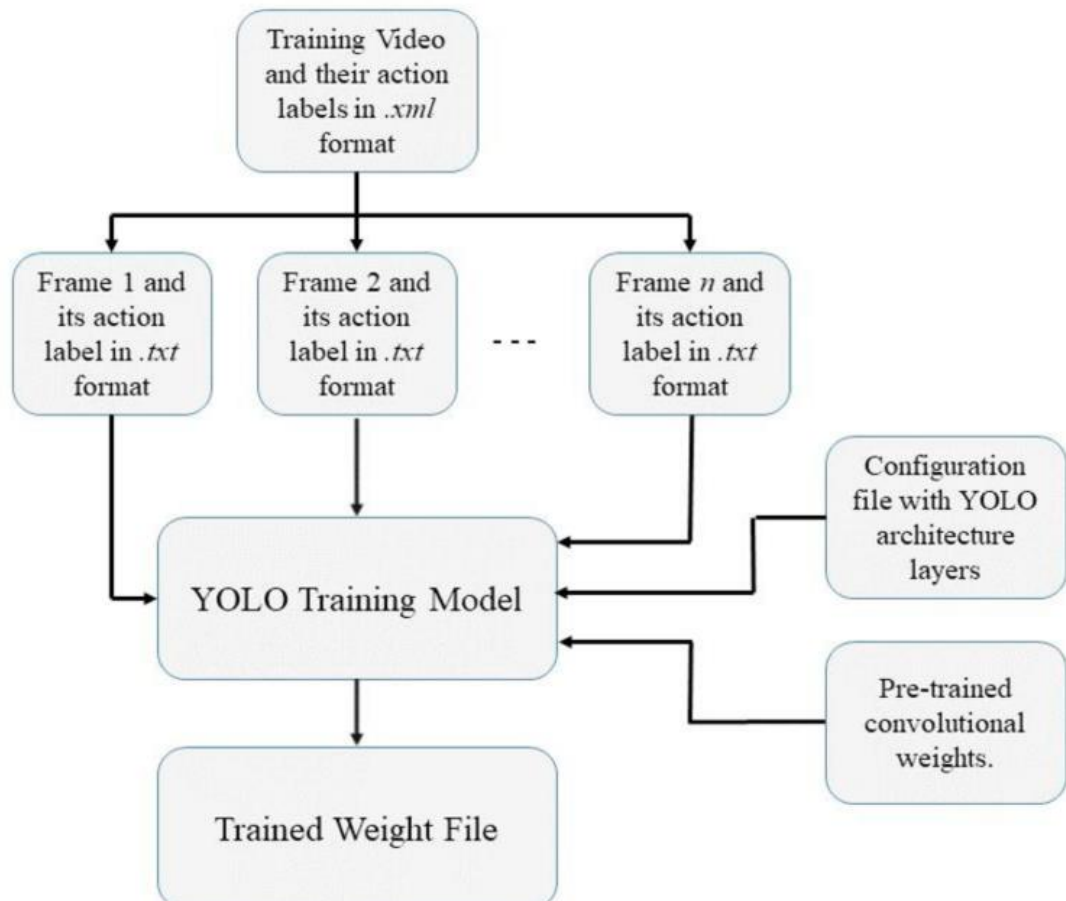 Training Video
and their action
labels in .xml
format
Frame 1 and
its action
label in .txt
format
Frame 2 and
its action
label in .txt
format
- - -
Frame n and
its action
label in .txt
format
Configuration
file with YOLO
architecture
layers
YOLO Training Model
Pre-trained
convolutional
weights.
Trained Weight File